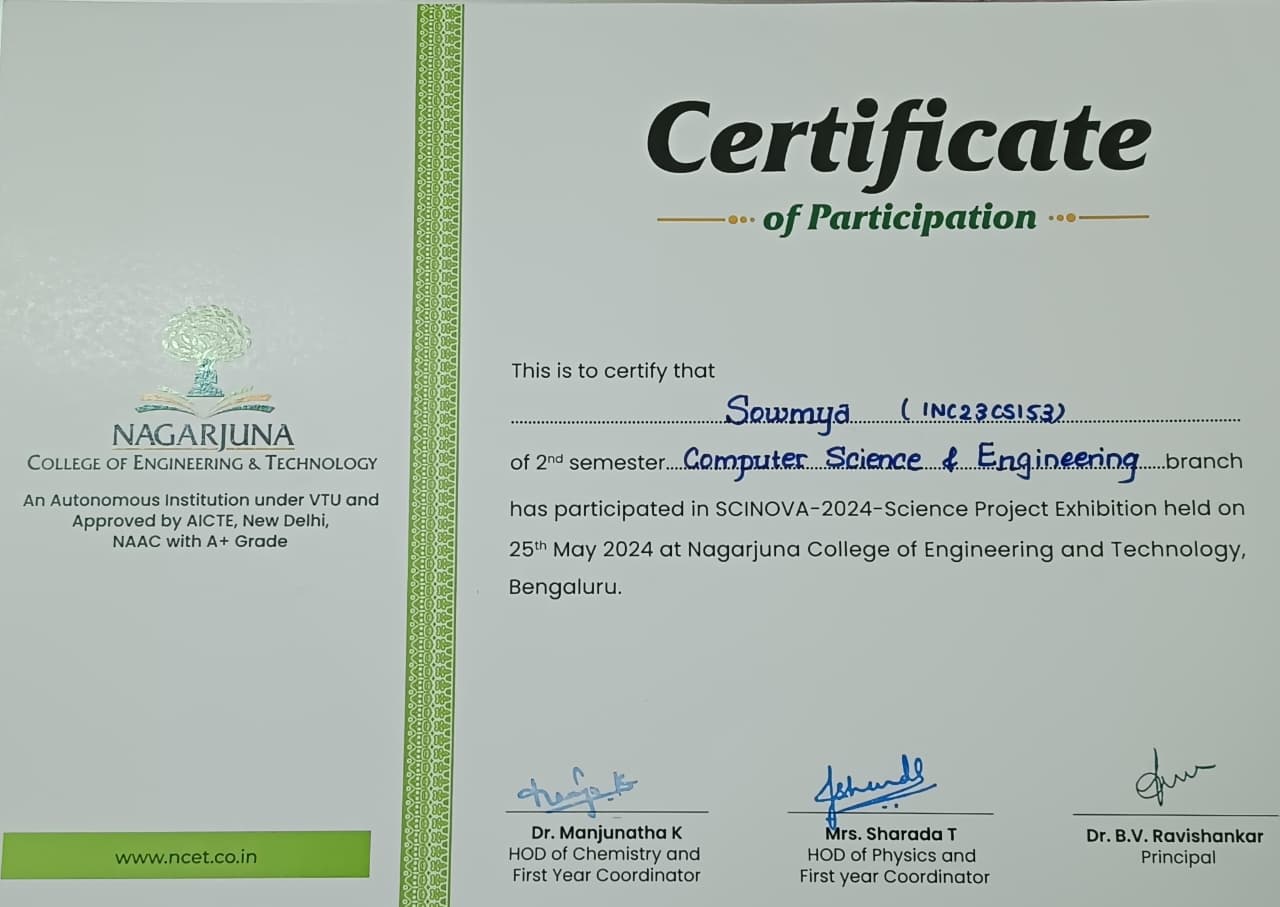 Certificate
of Participation
NAGARJUNA
COLLEGE OF ENGINEERING & TECHNOLOGY
An Autonomous Institution under VTU and
Approved by AICTE, New Delhi,
NAAC with A+ Grade
www.ncet.co.in
This is to certify that
Sowmya (1NC23CS153)
of 2nd semester Computer Science & Engineering branch
has participated in SCINOVA-2024-Science Project Exhibition held on
25th May 2024 at Nagarjuna College of Engineering and Technology,
Bengaluru.
Dr. Manjunatha K
HOD of Chemistry and
First Year Coordinator
Mrs. Sharada T
HOD of Physics and
First year Coordinator
Dr. B.V. Ravishankar
Principal